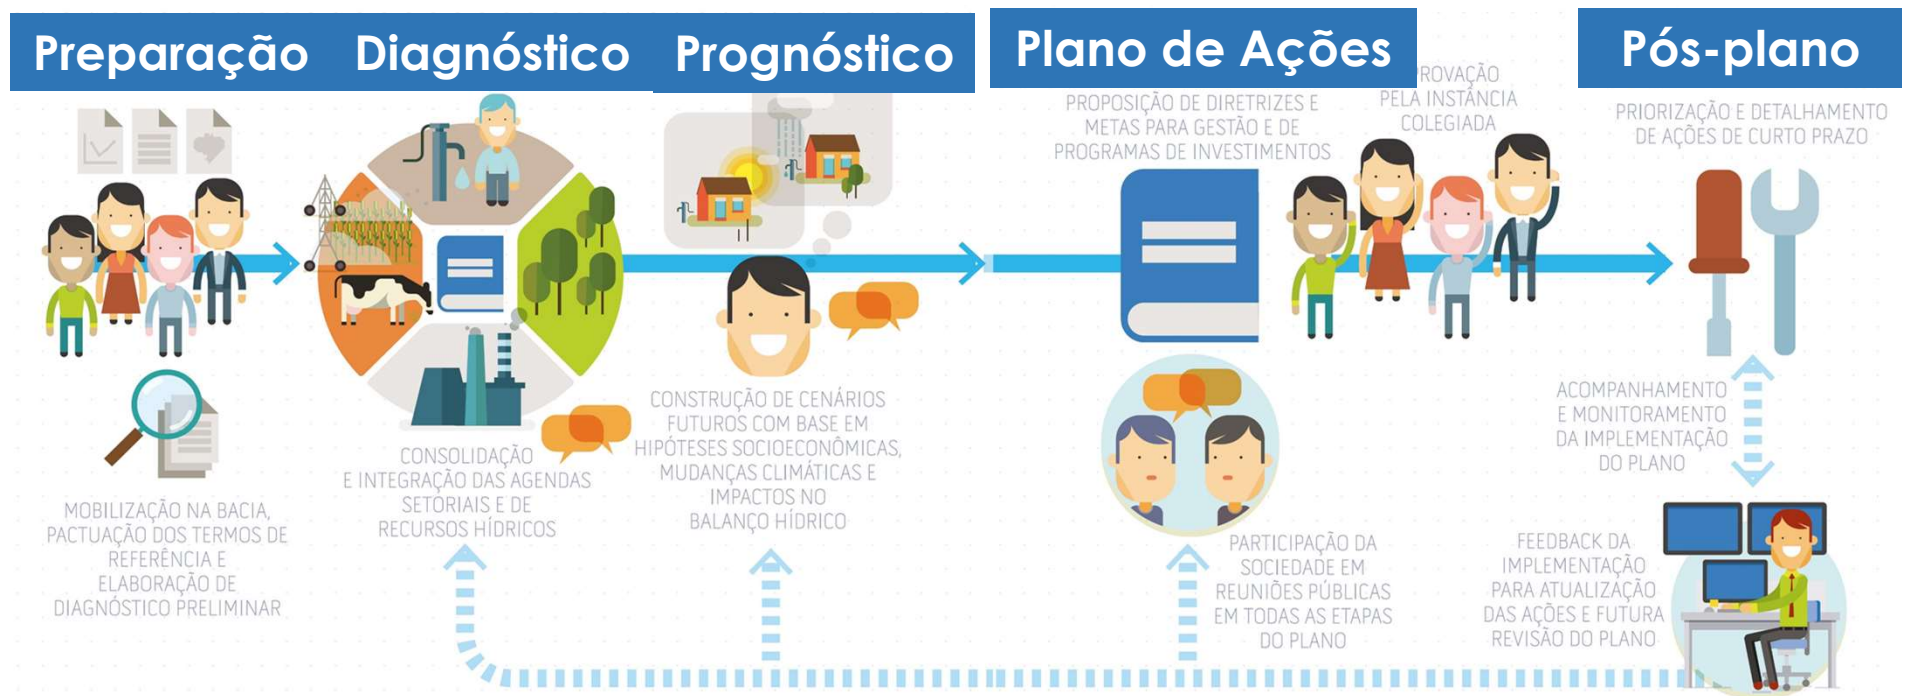 Preparação
Diagnóstico
Prognóstico
Plano de Ações
Pós-plano
MOBILIZAÇÃO NA BACIA,
PACTUAÇÃO DOS TERMOS DE
REFERÊNCIA E
ELABORAÇÃO DE
DIAGNÓSTICO PRELIMINAR
CONSOLIDAÇÃO
E INTEGRAÇÃO DAS AGENDAS
SETORIAIS E DE
RECURSOS HÍDRICOS
CONSTRUÇÃO DE CENÁRIOS
FUTUROS COM BASE EM
HIPÓTESES SOCIOECONÔMICAS,
MUDANÇAS CLIMÁTICAS E
IMPACTOS NO
BALANÇO HÍDRICO
PROPOSIÇÃO DE DIRETRIZES E
METAS PARA GESTÃO E DE
PROGRAMAS DE INVESTIMENTOS
PROVAÇÃO
PELA INSTÂNCIA
COLEGIADA
PARTICIPAÇÃO DA
SOCIEDADE EM
REUNIÕES PÚBLICAS
EM TODAS AS ETAPAS
DO PLANO
PRIORIZAÇÃO E DETALHAMENTO
DE AÇÕES DE CURTO PRAZO
ACOMPANHAMENTO
E MONITORAMENTO
DA IMPLEMENTAÇÃO
DO PLANO
FEEDBACK DA
IMPLEMENTAÇÃO
PARA ATUALIZAÇÃO
DAS AÇÕES E FUTURA
REVISÃO DO PLANO